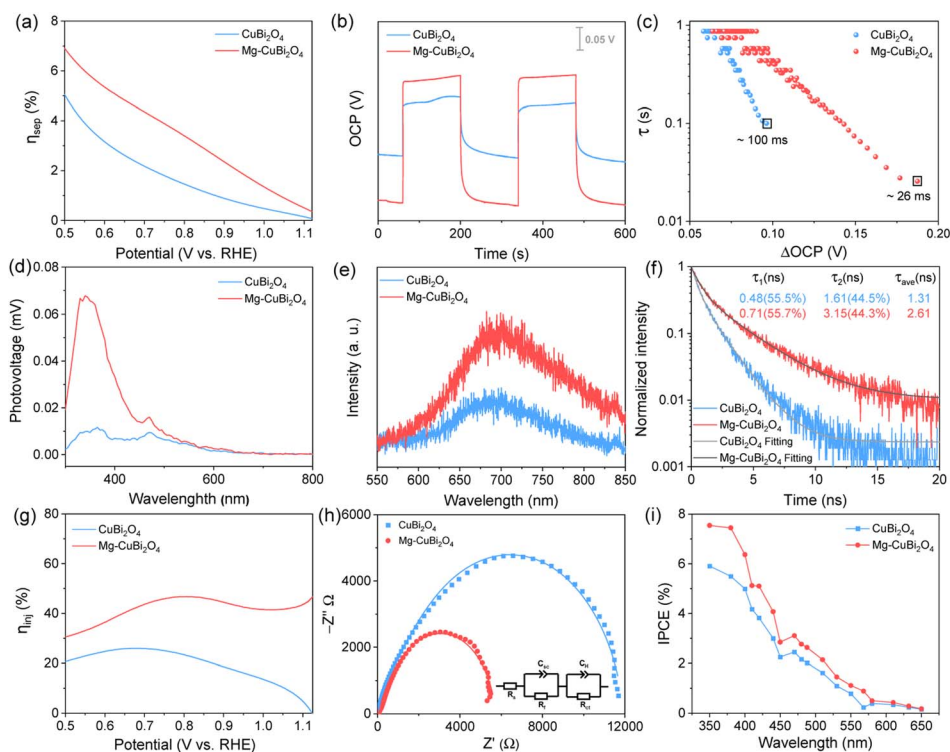 (a)
8
6
4
2
0
η_sep (%)
CuBi₂O₄
Mg-CuBi₂O₄
0.5 0.6 0.7 0.8 0.9 1.0 1.1
Potential (V vs. RHE)
(b)
CuBi₂O₄
Mg-CuBi₂O₄
0.05 V
OCP (V)
0 100 200 300 400 500 600
Time (s)
(c)
1
0.1
0.01
τ (s)
CuBi₂O₄
Mg-CuBi₂O₄
~ 100 ms
~ 26 ms
0.05 0.10 0.15 0.20
ΔOCP (V)
(d)
0.08
0.06
0.04
0.02
0.00
Photovoltage (mV)
CuBi₂O₄
Mg-CuBi₂O₄
400 600 800
Wavelenghth (nm)
(e)
CuBi₂O₄
Mg-CuBi₂O₄
Intensity (a. u.)
550 600 650 700 750 800 850
Wavelength (nm)
(f)
1
0.1
0.01
0.001
Normalized intensity
τ₁(ns) τ₂(ns) τ_ave(ns)
0.48(55.5%) 1.61(44.5%) 1.31
0.71(55.7%) 3.15(44.3%) 2.61
CuBi₂O₄
Mg-CuBi₂O₄
CuBi₂O₄ Fitting
Mg-CuBi₂O₄ Fitting
0 5 10 15 20
Time (ns)
(g)
80
60
40
20
0
η_inj (%)
CuBi₂O₄
Mg-CuBi₂O₄
0.5 0.6 0.7 0.8 0.9 1.0 1.1
Potential (V vs. RHE)
(h)
-6000
-4000
2000
0
-Z'' Ω
CuBi₂O₄
Mg-CuBi₂O₄
C_sc C_H
R_s R_t R_ct
0 4000 8000 12000
Z' (Ω)
(i)
8
6
4
2
0
IPCE (%)
CuBi₂O₄
Mg-CuBi₂O₄
350 400 450 500 550 600 650
Wavelength (nm)